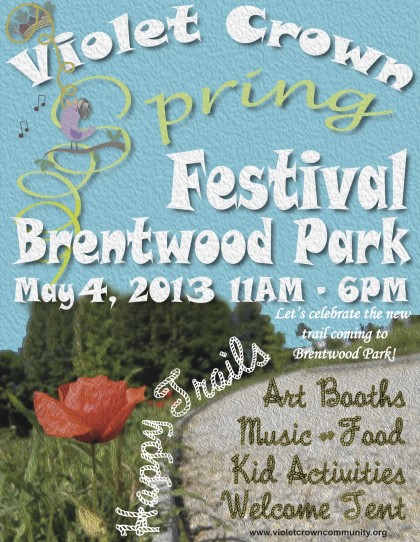 Violet Crown
Spring
Festival
Brentwood Park
May 4, 2013 11AM - 6PM
Let's celebrate the new
trail coming to
Brentwood Park!
Happy Trails
Art Booths
Music ~ Food
Kid Activities
Welcome Tent
www.violetcrowncommunity.org